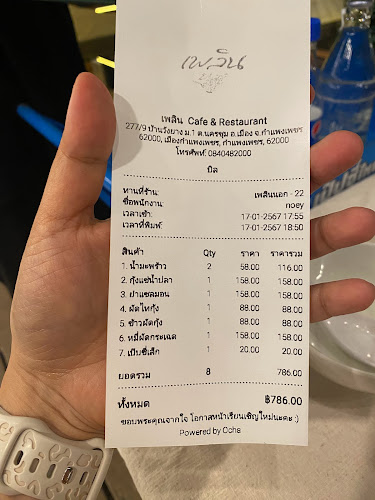 เพลิน
เพลิน Cafe & Restaurant
277/9 บ้านวังยาง ม.1 ต.นครชุม อ.เมือง จ.กำแพงเพชร
62000, เมืองกำแพงเพชร, กำแพงเพชร, 62000
โทรศัพท์: 0840482000
บิล
ทานที่ร้าน: เพลินนอก - 22
ชื่อพนักงาน: noey
เวลาเข้า: 17-01-2567 17:55
เวลาที่พิมพ์: 17-01-2567 18:50
สินค้า Qty ราคา ราคารวม
1. น้ำมะพร้าว 2 58.00 116.00
2. กุ้งแช่น้ำปลา 1 158.00 158.00
3. ยำแซลมอน 1 158.00 158.00
4. ผัดไทกุ้ง 1 88.00 88.00
5. ข้าวผัดกุ้ง 1 88.00 88.00
6. หมี่ผัดกระเฉด 1 158.00 158.00
7. เป๊บซี่เล็ก 1 20.00 20.00
ยอดรวม 8 786.00
ทั้งหมด ฿786.00
ขอบพระคุณจากใจ โอกาสหน้าเรียนเชิญใหม่นะคะ :)
Powered by Ocha